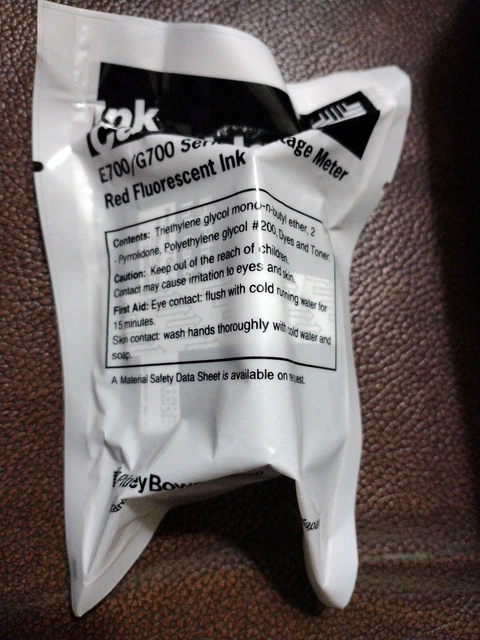 Ink
E700/G700 Ser age Meter
Red Fluorescent Ink
Contents: Triethylene glycol mono-n-butyl ether, 2
- Pyrrolidone, Polyethylene glycol #200, Dyes and Toner
Caution: Keep out of the reach of children.
Contact may cause irritation to eyes and skin.
First Aid: Eye contact: flush with cold running water for
15 minutes.
Skin contact: wash hands thoroughly with cold water and
soap.
A Material Safety Data Sheet is available on request.